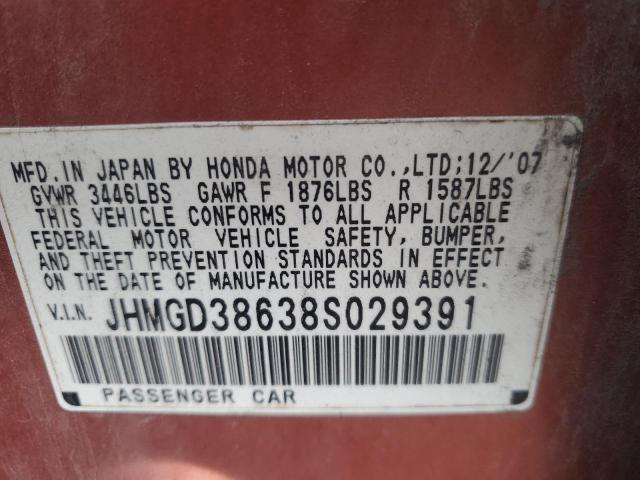 MFD.IN JAPAN BY HONDA MOTOR CO.,LTD;12/'07
GVWR 3446LBS GAWR F 1876LBS R 1587LBS
THIS VEHICLE CONFORMS TO ALL APPLICABLE
FEDERAL MOTOR VEHICLE SAFETY, BUMPER,
AND THEFT PREVENTION STANDARDS IN EFFECT
ON THE DATE OF MANUFACTURE SHOWN ABOVE.
V.I.N. JHMGD38638S029391
PASSENGER CAR